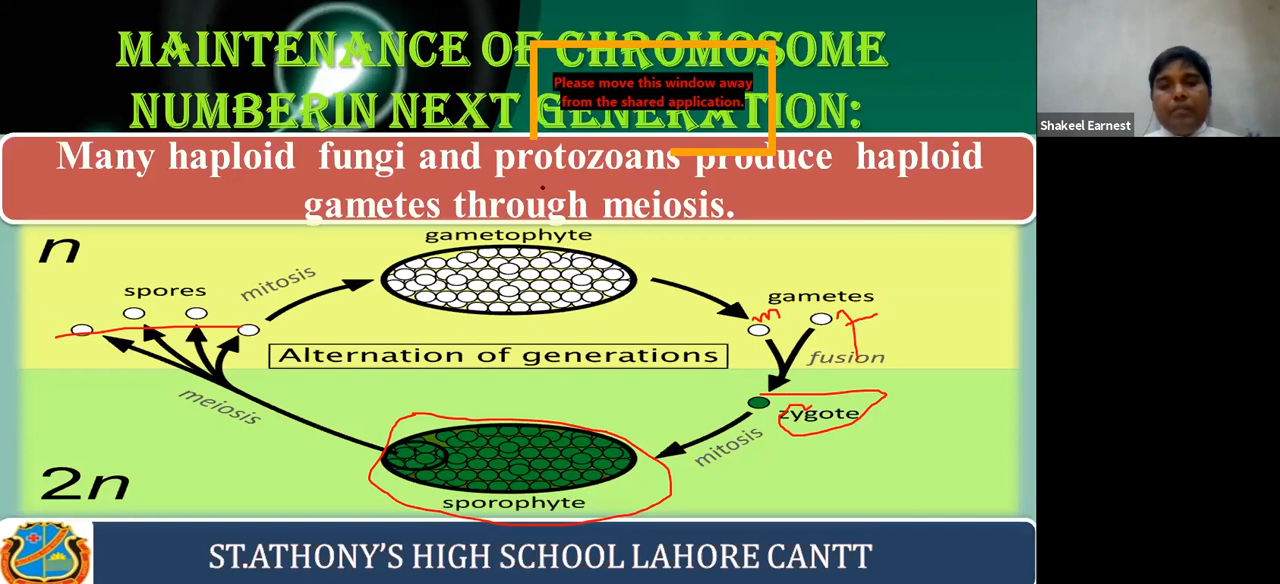 MAINTENANCE OF CHROMOSOME
NUMBERIN NEXT GENERATION:
Please move this window away
from the shared application.
Shakeel Earnest
Many haploid fungi and protozoans produce haploid
gametes through meiosis.
n
gametophyte
mitosis
spores
gametes
m
f
Alternation of generations
fusion
zygote
meiosis
mitosis
2n
sporophyte
ST.ATHONY'S HIGH SCHOOL LAHORE CANTT